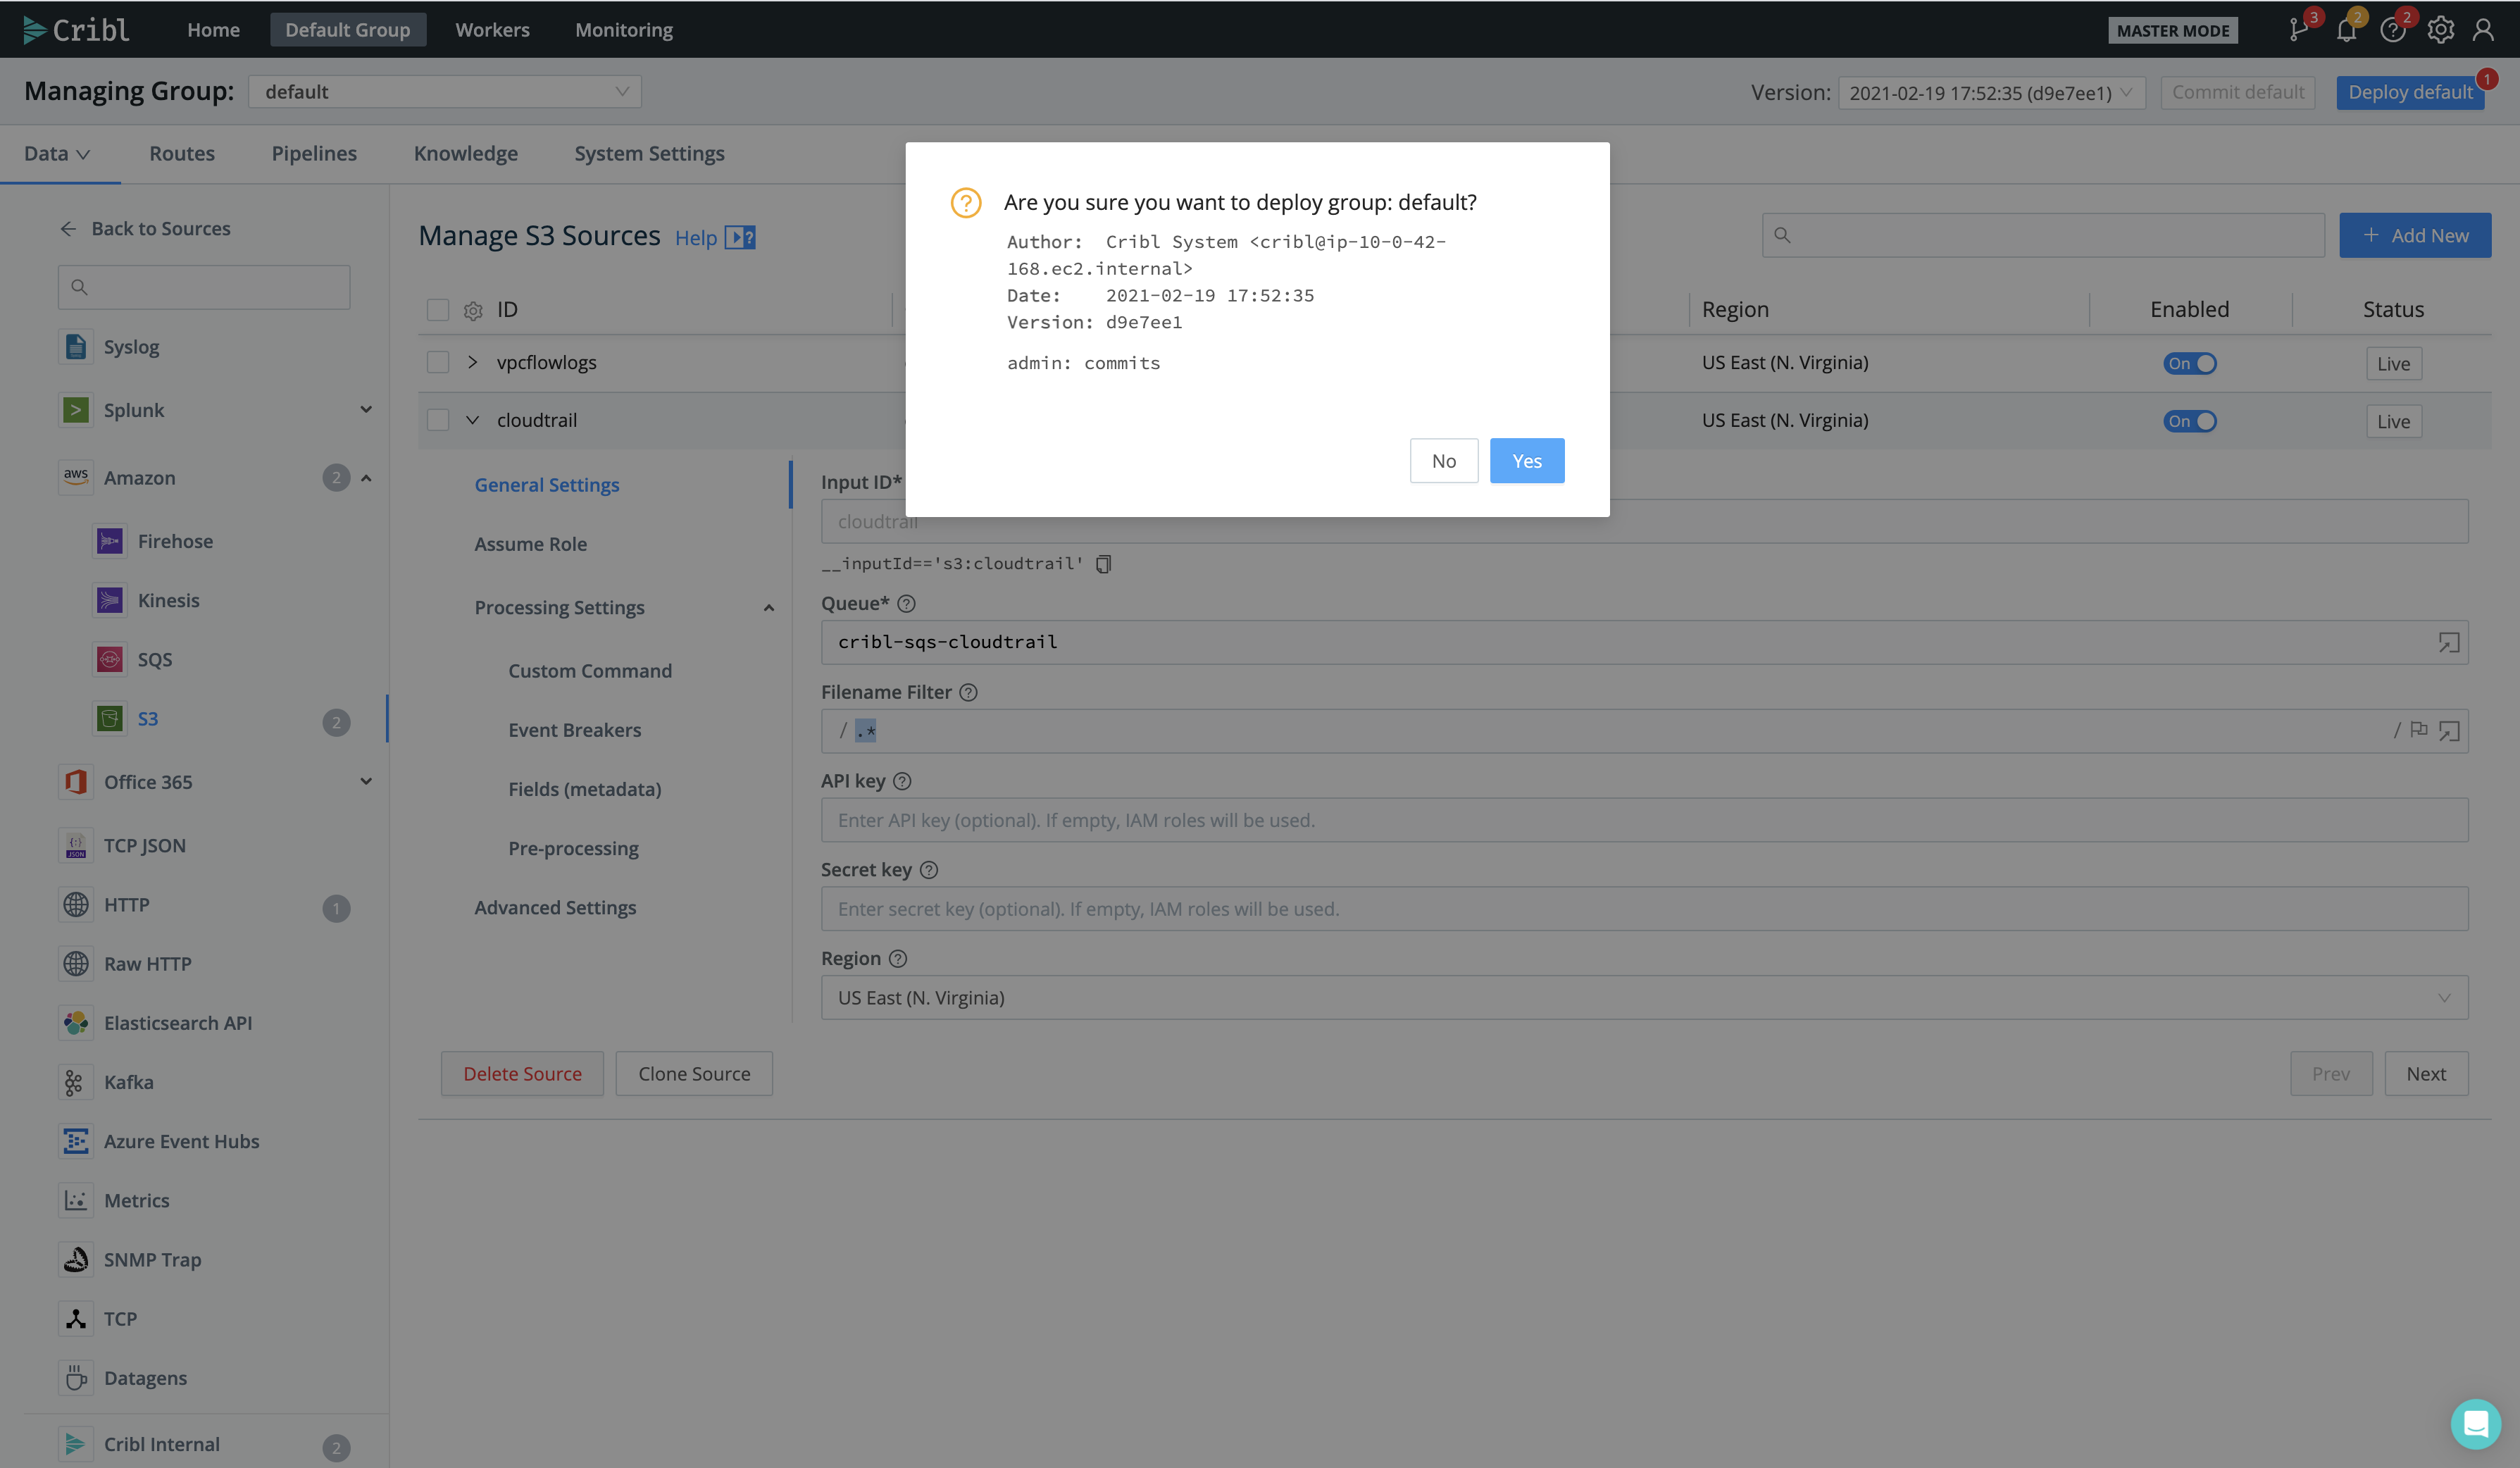 Cribl
Home
Default Group
Workers
Monitoring
MASTER MODE
3
2
2
Managing Group:
default
Version:
2021-02-19 17:52:35 (d9e7ee1)
Commit default
Deploy default
1
Data
Routes
Pipelines
Knowledge
System Settings
Are you sure you want to deploy group: default?
Author: Cribl System <cribl@ip-10-0-42-
168.ec2.internal>
Date: 2021-02-19 17:52:35
Version: d9e7ee1
admin: commits
No
Yes
Back to Sources
Syslog
Splunk
aws
Amazon
2
Firehose
Kinesis
SQS
S3
2
Office 365
JSON
TCP JSON
HTTP
1
Raw HTTP
Elasticsearch API
Kafka
Azure Event Hubs
Metrics
SNMP Trap
TCP
Datagens
Cribl Internal
2
Manage S3 Sources
Help
Add New
ID
Region
Enabled
Status
vpcflowlogs
US East (N. Virginia)
On
Live
cloudtrail
US East (N. Virginia)
On
Live
General Settings
Assume Role
Processing Settings
Custom Command
Event Breakers
Fields (metadata)
Pre-processing
Advanced Settings
Input ID*
cloudtrail
__inputId=='s3:cloudtrail'
Queue*
cribl-sqs-cloudtrail
Filename Filter
/ .* /
API key
Enter API key (optional). If empty, IAM roles will be used.
Secret key
Enter secret key (optional). If empty, IAM roles will be used.
Region
US East (N. Virginia)
Delete Source
Clone Source
Prev
Next